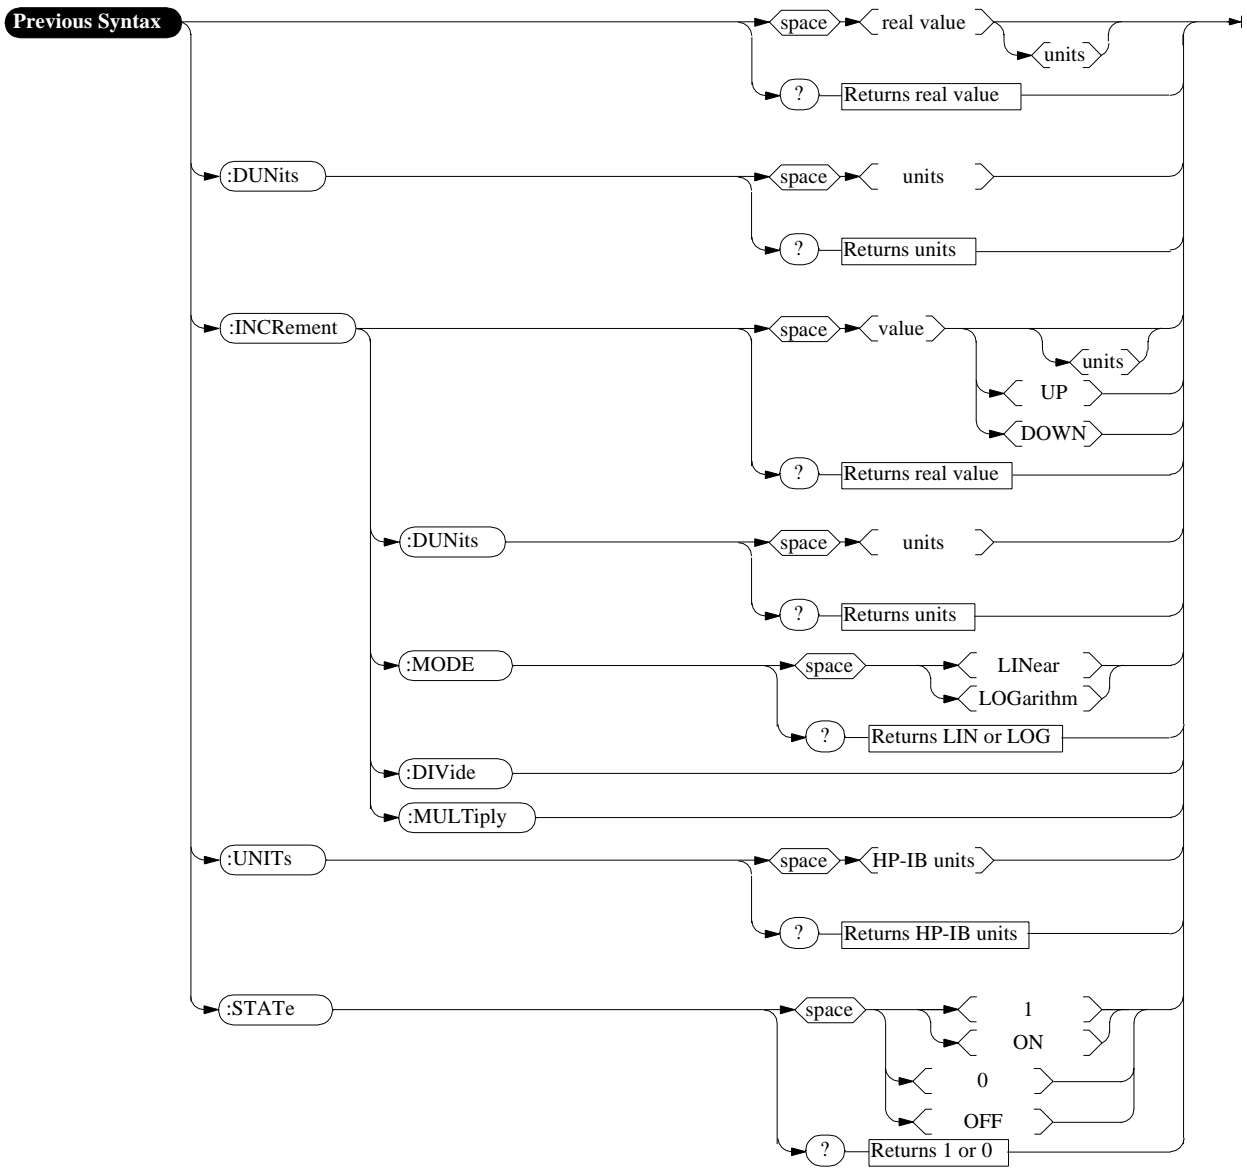 Previous Syntax space real value
units
? Returns real value
:DUNits space units
? Returns units
:INCRement space value
units
UP
DOWN
? Returns real value
:DUNits space units
? Returns units
:MODE space LINear
LOGarithm
? Returns LIN or LOG
:DIVide
:MULTiply
:UNITs space HP-IB units
? Returns HP-IB units
:STATe space 1
ON
0
OFF
? Returns 1 or 0